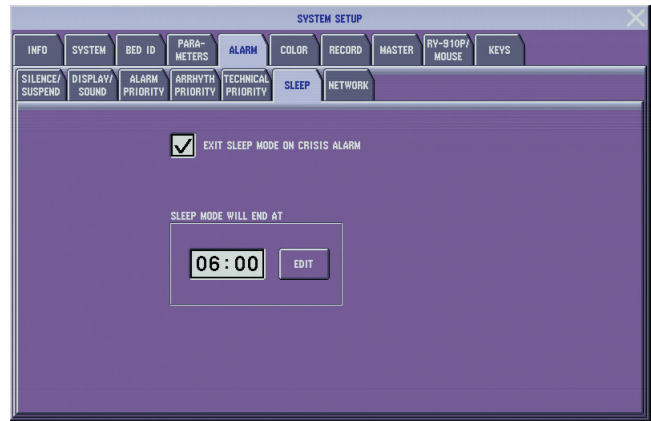 SYSTEM SETUP
INFO SYSTEM BED ID PARA-
METERS ALARM COLOR RECORD MASTER RY-910P/
MOUSE KEYS
SILENCE/
SUSPEND DISPLAY/
SOUND ALARM
PRIORITY ARRHYTH
PRIORITY TECHNICAL
PRIORITY SLEEP NETWORK
EXIT SLEEP MODE ON CRISIS ALARM
SLEEP MODE WILL END AT
06:00 EDIT